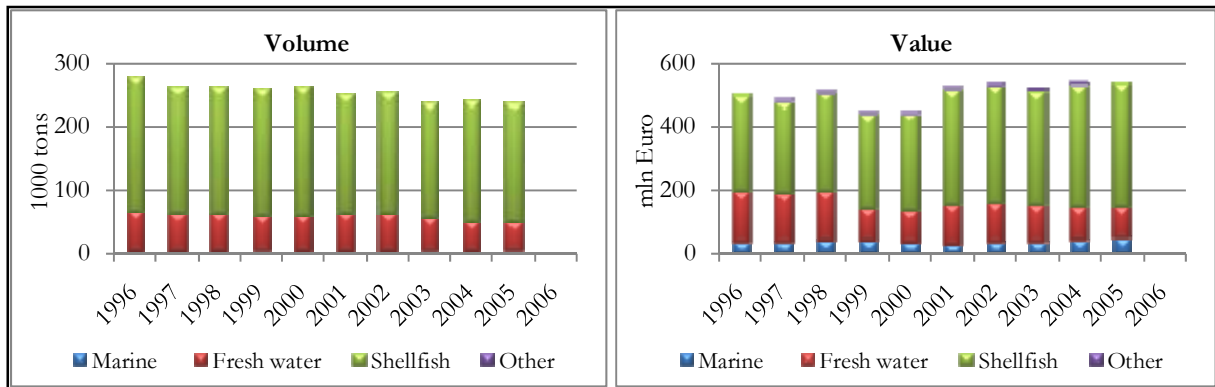 Volume
300
200
100
0
1000 tons
1996 1997 1998 1999 2000 2001 2002 2003 2004 2005 2006
Marine Fresh water Shellfish Other
Value
600
400
200
0
mln Euro
1996 1997 1998 1999 2000 2001 2002 2003 2004 2005 2006
Marine Fresh water Shellfish Other